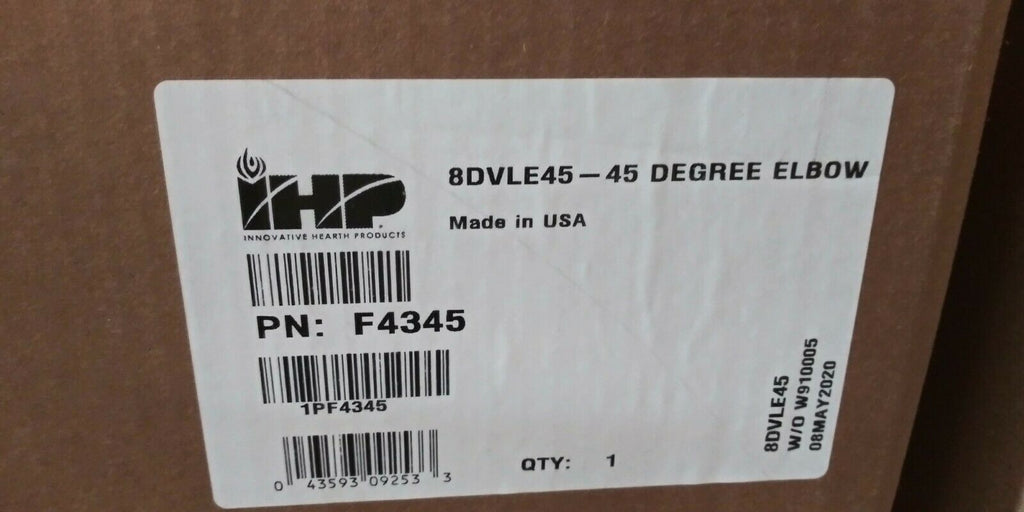 IHP
INNOVATIVE HEARTH PRODUCTS
8DVLE45 – 45 DEGREE ELBOW
Made in USA
PN: F4345
1PF4345
0 43593 09253 3
QTY: 1
8DVLE45
W/O W910005
08MAY2020